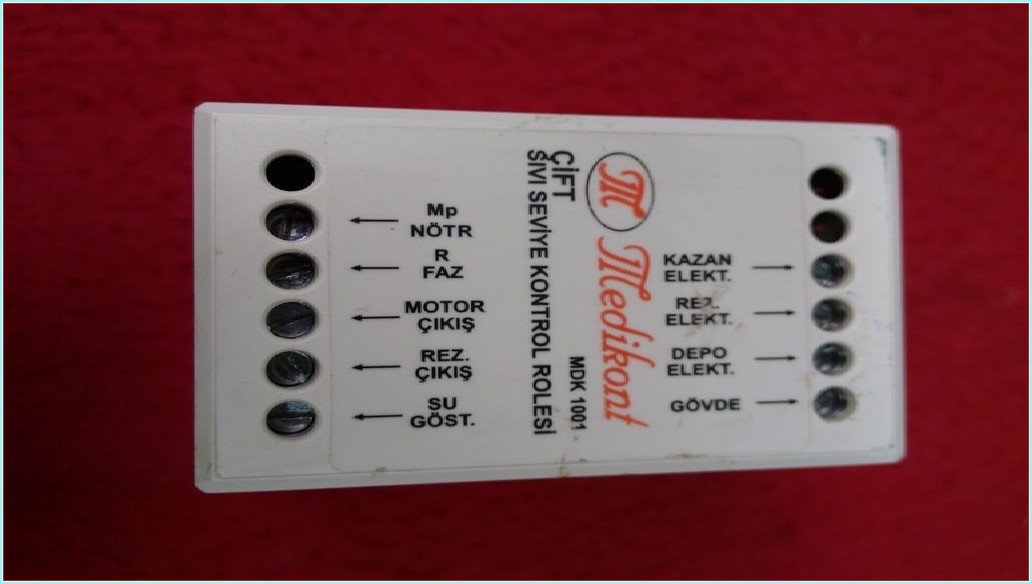 Mp
NÖTR
R
FAZ
MOTOR
ÇIKIŞ
REZ.
ÇIKIŞ
SU
GÖST.
ÇİFT
SIVI SEVİYE KONTROL ROLESİ
MDK 1001
m
Medikont
KAZAN
ELEKT.
REZ.
ELEKT.
DEPO
ELEKT.
GÖVDE